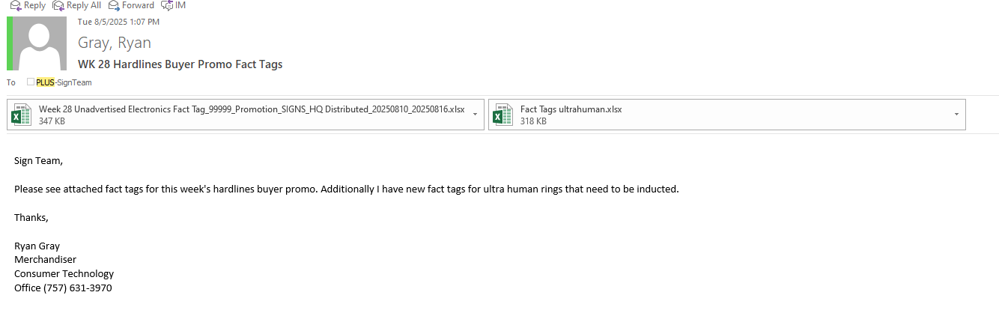 Reply Reply All Forward IM
Tue 8/5/2025 1:07 PM
Gray, Ryan
WK 28 Hardlines Buyer Promo Fact Tags
To PLUS-SignTeam
Week 28 Unadvertised Electronics Fact Tag_99999_Promotion_SIGNS_HQ Distributed_20250810_20250816.xlsx
347 KB
Fact Tags ultrahuman.xlsx
318 KB
Sign Team,
Please see attached fact tags for this week's hardlines buyer promo. Additionally I have new fact tags for ultra human rings that need to be inducted.
Thanks,
Ryan Gray
Merchandiser
Consumer Technology
Office (757) 631-3970